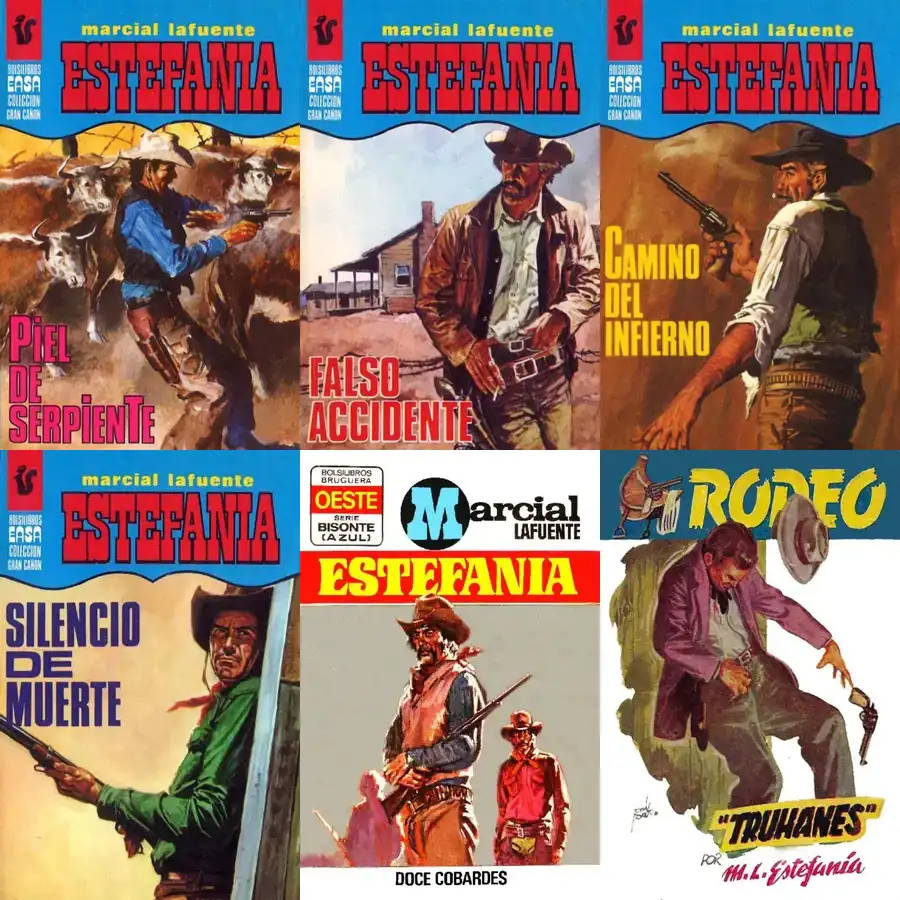 marcial lafuente
ESTEFANIA
BOLSILIBROS
EASA
COLECCION
GRAN CAÑON
PIEL
DE
SERPIENTE
marcial lafuente
ESTEFANIA
BOLSILIBROS
EASA
COLECCION
GRAN CAÑON
FALSO
ACCIDENTE
marcial lafuente
ESTEFANIA
BOLSILIBROS
EASA
COLECCION
GRAN CAÑON
CAMINO
DEL
INFIERNO
marcial lafuente
ESTEFANIA
BOLSILIBROS
EASA
COLECCION
GRAN CAÑON
SILENCIO
DE
MUERTE
BOLSILIBROS
BRUGUERA
OESTE
SERIE
BISONTE
(AZUL)
Marcial
LAFUENTE
ESTEFANIA
DOCE COBARDES
RODEO
"TRUHANES"
POR
M.L. Estefanía